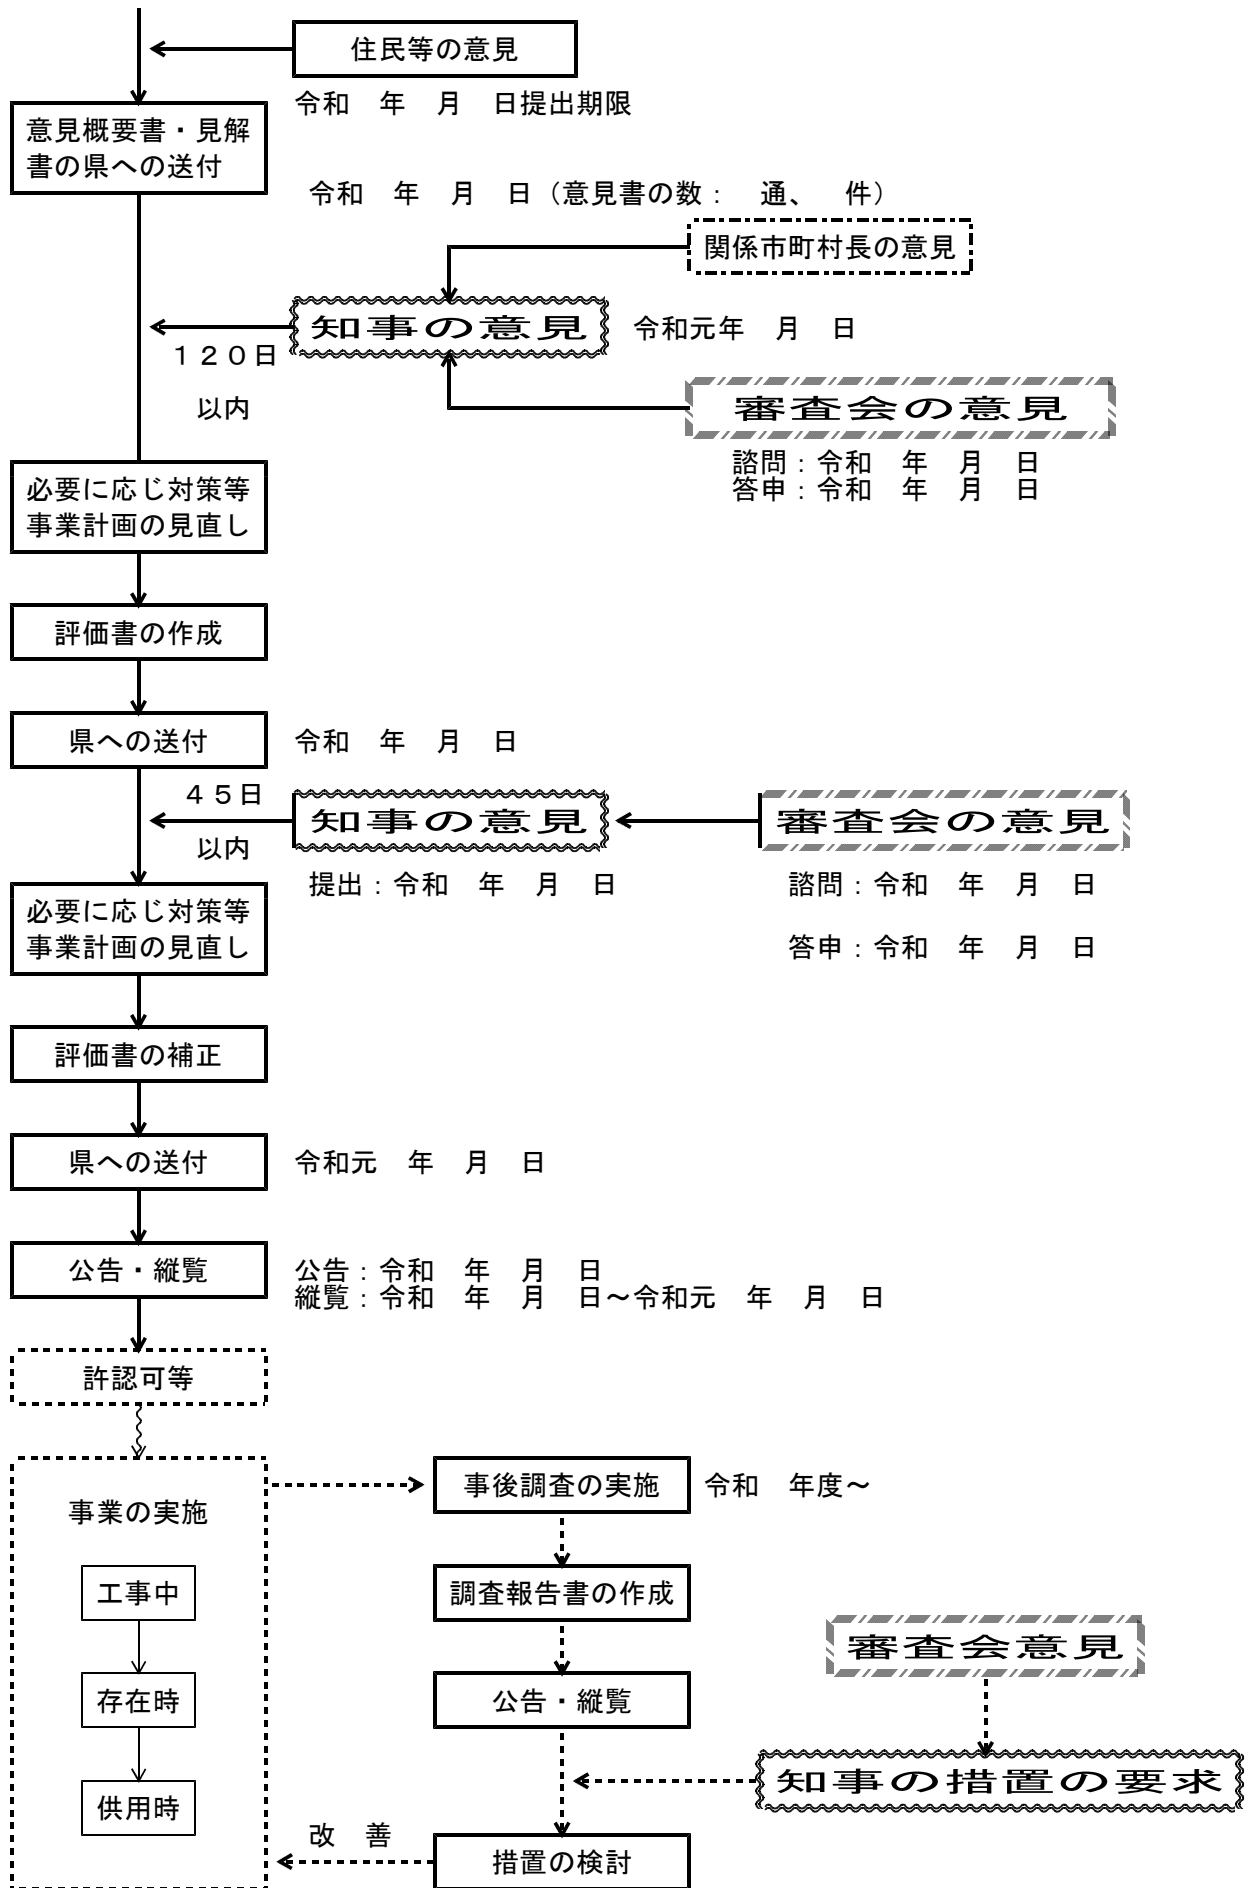 住民等の意見
令和　年　月　日提出期限
意見概要書・見解
書の県への送付
令和　年　月　日（意見書の数：　通、　件）
関係市町村長の意見
知事の意見
令和元年　月　日
１２０日
以内
審査会の意見
諮問：令和　年　月　日
答申：令和　年　月　日
必要に応じ対策等
事業計画の見直し
評価書の作成
県への送付
令和　年　月　日
４５日
以内
知事の意見
審査会の意見
提出：令和　年　月　日
諮問：令和　年　月　日
答申：令和　年　月　日
必要に応じ対策等
事業計画の見直し
評価書の補正
県への送付
令和元　年　月　日
公告・縦覧
公告：令和　年　月　日
縦覧：令和　年　月　日～令和元　年　月　日
許認可等
事業の実施
工事中
存在時
供用時
事後調査の実施
令和　年度～
調査報告書の作成
公告・縦覧
審査会意見
知事の措置の要求
改　善
措置の検討